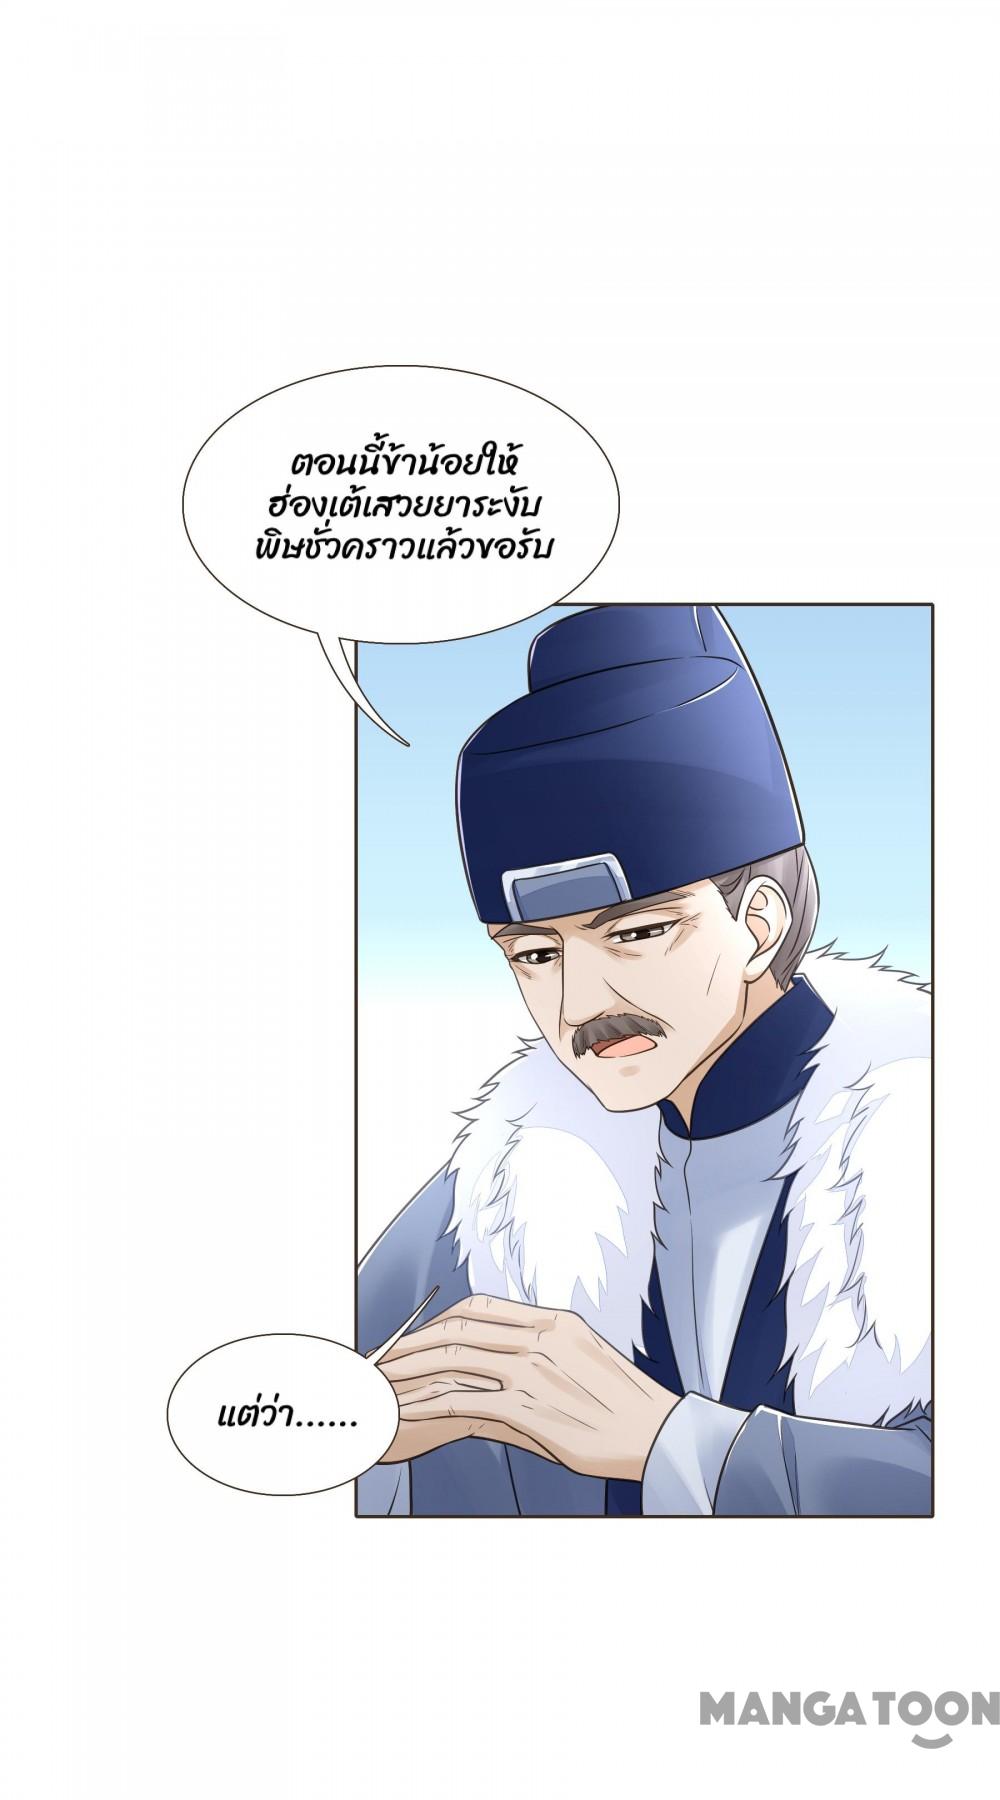 ตอนนี้ข้าน้อยให้
ฮ่องเต้เสวยยาระงับ
พิษชั่วคราวแล้วขอรับ
แต่ว่า......
MANGATOON